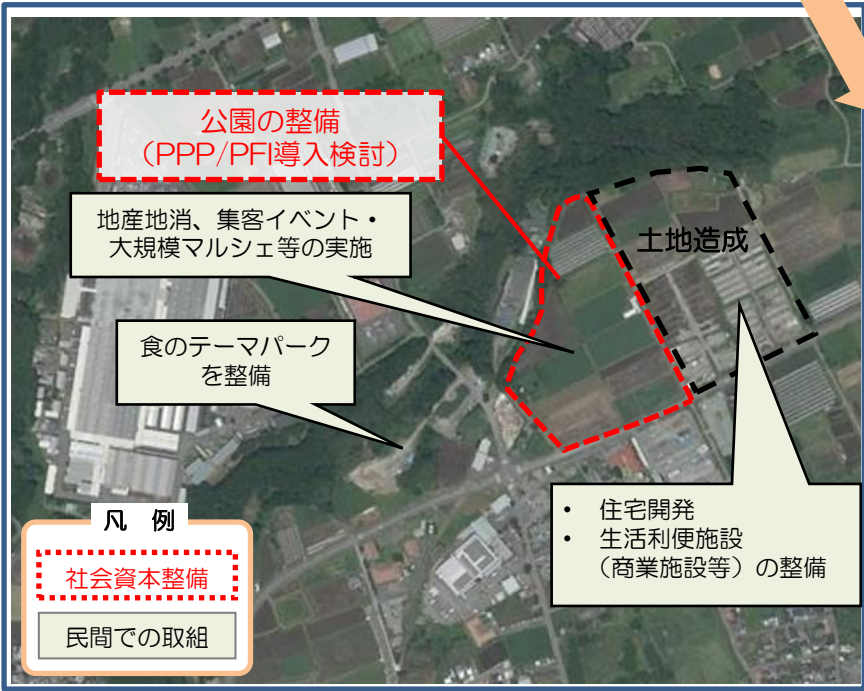 公園の整備
（PPP/PFI導入検討）
地産地消、集客イベント・
大規模マルシェ等の実施
土地造成
食のテーマパーク
を整備
• 住宅開発
• 生活利便施設
（商業施設等）の整備
凡 例
社会資本整備
民間での取組